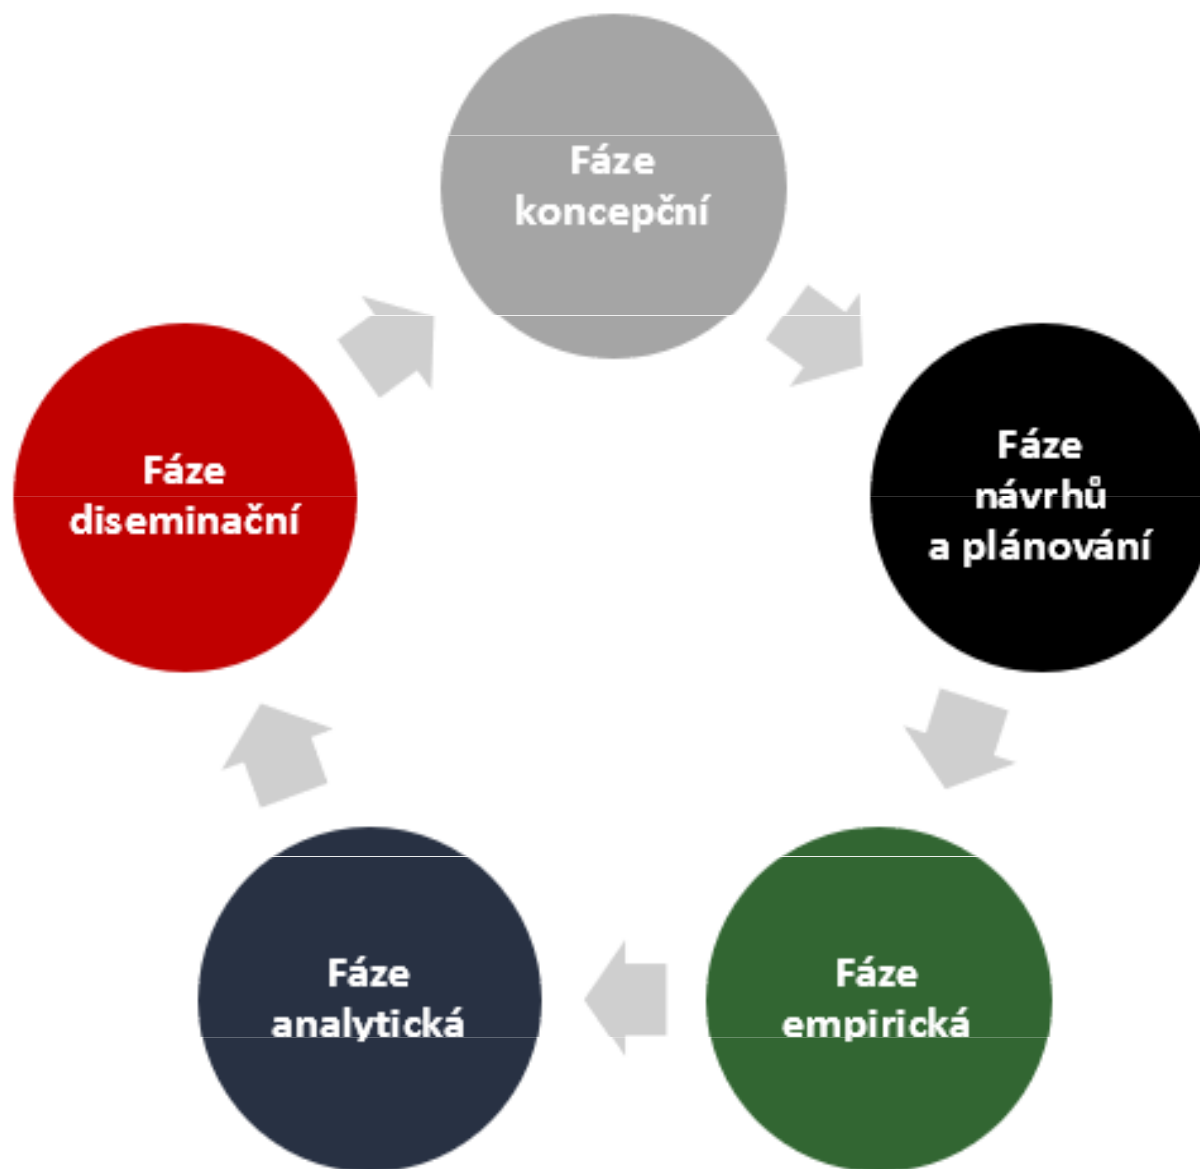 Fáze
koncepční
Fáze
návrhů
a plánování
Fáze
empirická
Fáze
analytická
Fáze
diseminační